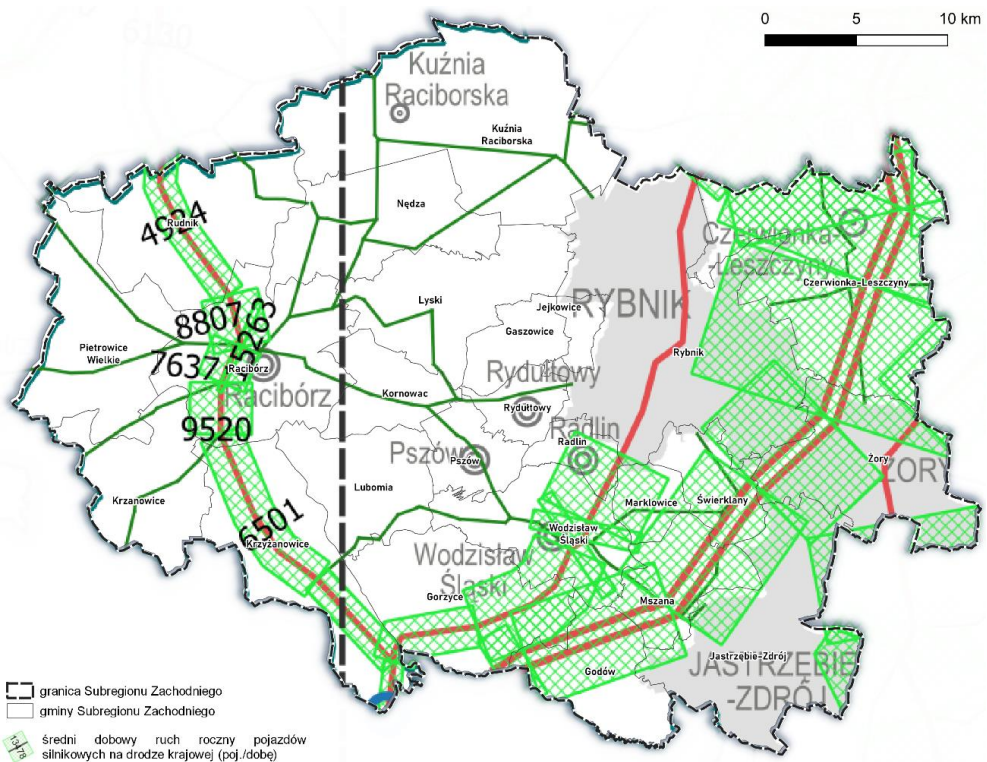 0 5 10 km
Kuźnia
Raciborska
Kuźnia
Raciborska
Nędza
4924
Rudnik
Czerwionka-
-Leszczyny
Czerwionka-Leszczyny
RYBNIK
Lyski
Jejkowice
Gaszowice
8807
15263
Pietrowice
Wielkie
7637
Racibórz
Racibórz
Rybnik
Kornowac
Rydułtowy
Rydułtowy
9520
Radlin
Radlin
Pszów
Pszów
Żory
ŻORY
Krzanowice
Lubomia
Marklowice
Świerklany
6501
Krzyżanowice
Wodzisław
Śląski
Wodzisław
Śląski
Gorzyce
Mszana
Godów
Jastrzębie-Zdrój
JASTRZĘBIE
-ZDRÓJ
granica Subregionu Zachodniego
gminy Subregionu Zachodniego
13478
średni dobowy ruch roczny pojazdów
silnikowych na drodze krajowej (poj./dobę)